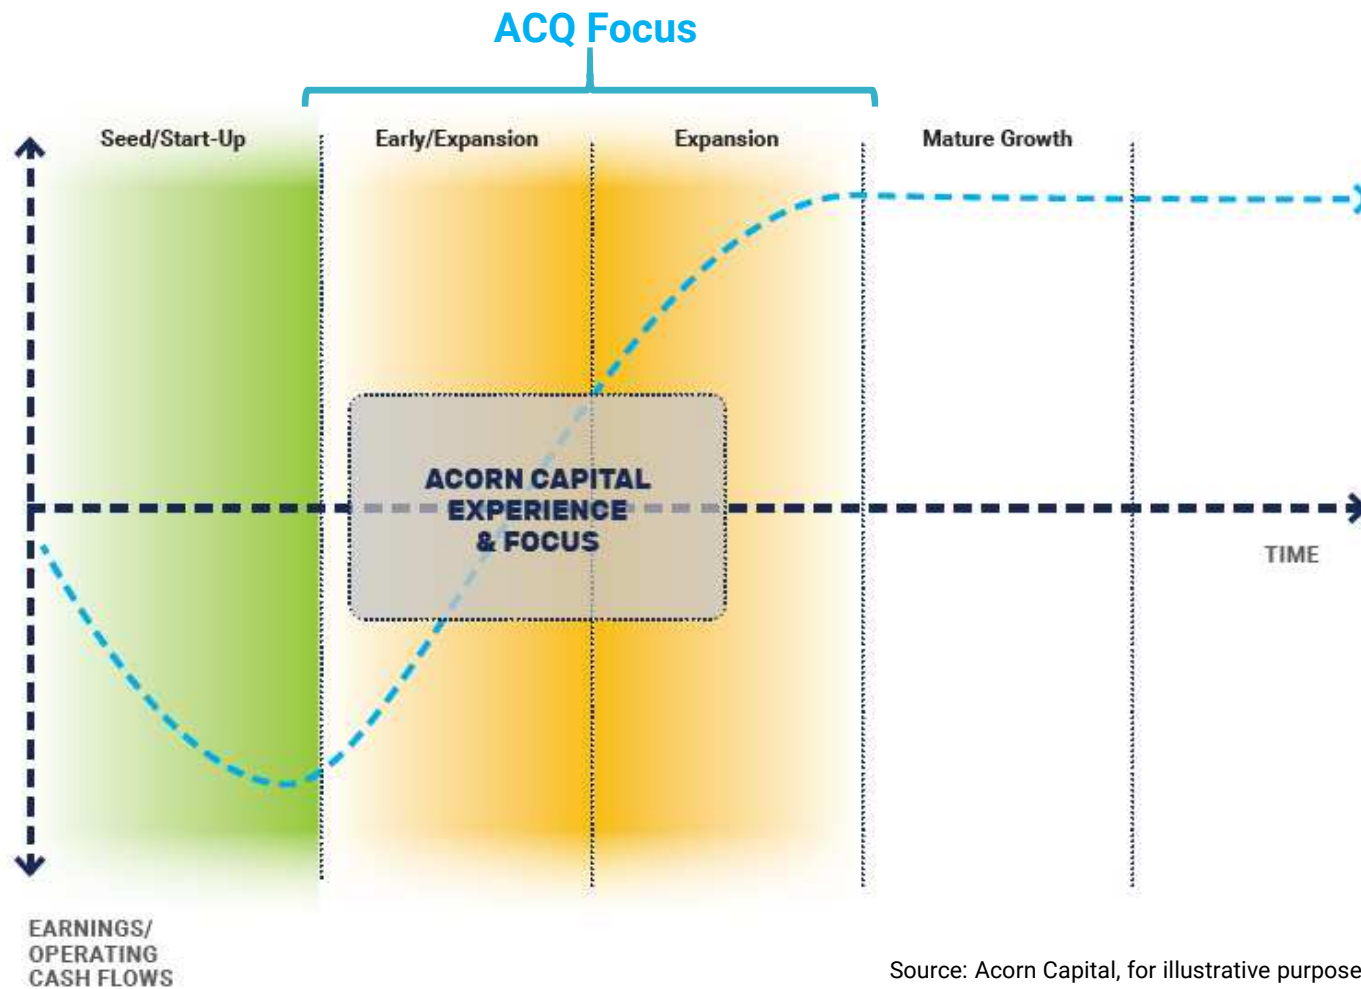 ACQ Focus
Seed/Start-Up
Early/Expansion
Expansion
Mature Growth
ACORN CAPITAL
EXPERIENCE
& FOCUS
TIME
EARNINGS/
OPERATING
CASH FLOWS
Source: Acorn Capital, for illustrative purpose